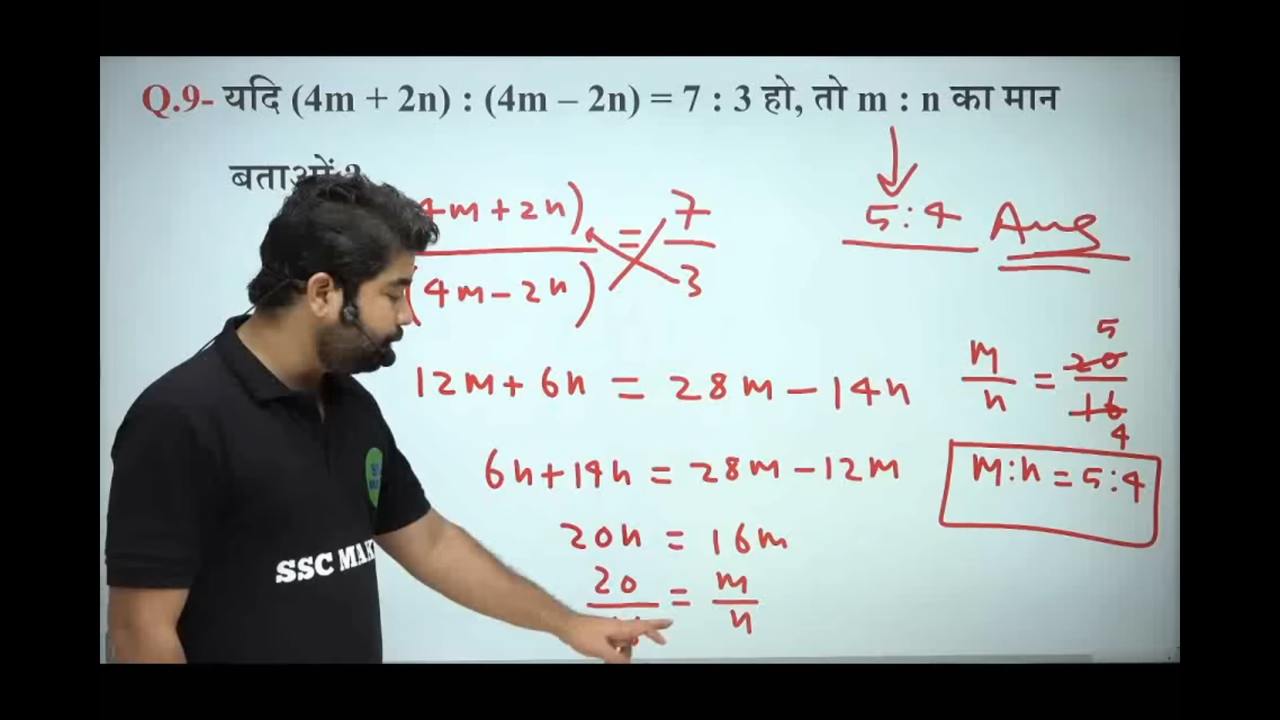 Q.9- यदि (4m + 2n) : (4m – 2n) = 7 : 3 हो, तो m : n का मान
बताओं ?
4m+2n) = 7
(4m-2n) 3
5:4 Ans
12m+6n = 28m-14n
6n+14n = 28m-12m
20n = 16m
20 = m
n
m = 20 5
n 16 4
m:n = 5:4
SSC MAK